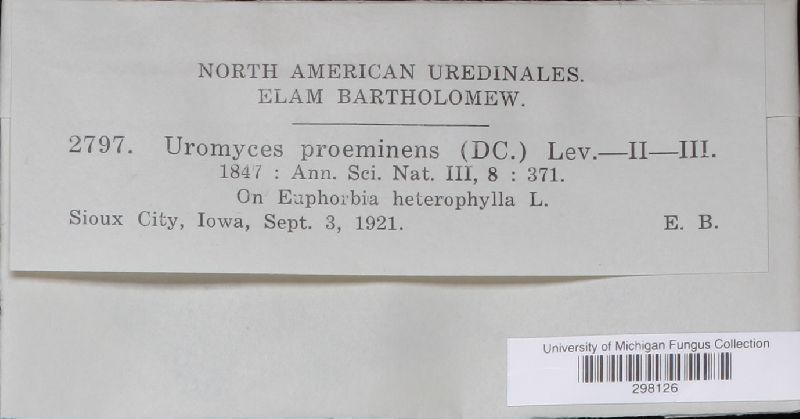 NORTH AMERICAN UREDINALES.
ELAM BARTHOLOMEW.
2797. Uromyces proeminens (DC.) Lev.—II—III.
1847 : Ann. Sci. Nat. III, 8 : 371.
On Euphorbia heterophylla L.
Sioux City, Iowa, Sept. 3, 1921. E. B.
University of Michigan Fungus Collection
298126